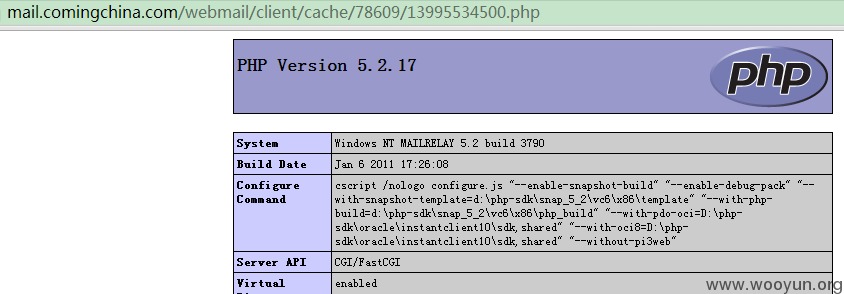 mail.comingchina.com/webmail/client/cache/78609/13995534500.php
PHP Version 5.2.17
php
System Windows NT MAILRELAY 5.2 build 3790
Build Date Jan 6 2011 17:26:08
Configure Command cscript /nologo configure.js "--enable-snapshot-build" "--enable-debug-pack" "--
with-snapshot-template=d:\php-sdk\snap_5_2\vc6\x86\template" "--with-php-
build=d:\php-sdk\snap_5_2\vc6\x86\php_build" "--with-pdo-oci=D:\php-
sdk\oracle\instantclient10\sdk,shared" "--with-oci8=D:\php-
sdk\oracle\instantclient10\sdk,shared" "--without-pi3web"
Server API CGI/FastCGI
Virtual enabled
www.wooyun.org